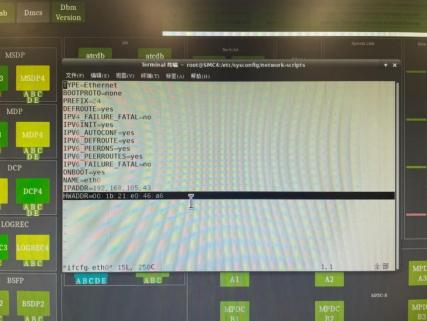 Dmcs
Dbm
Version
MSDP
MSDP4
A B C
D E
MDP
MDP4
A B C
D E
DCP
DCP4
A B C
D E
LOGREC
LOGREC4
A B C
D E
BSFP
BSDP2
atcdb
atcdb
Terminal 终端 - root@SMC4:/etc/sysconfig/network-scripts
文件(F) 编辑(E) 视图(V) 终端(T) 标签(A) 帮助(H)
TYPE=Ethernet
BOOTPROTO=none
PREFIX=24
DEFROUTE=yes
IPV4_FAILURE_FATAL=no
IPV6INIT=yes
IPV6_AUTOCONF=yes
IPV6_DEFROUTE=yes
IPV6_PEERDNS=yes
IPV6_PEERROUTES=yes
IPV6_FAILURE_FATAL=no
ONBOOT=yes
NAME=eth0
IPADDR=192.168.105.43
HWADDR=00:1b:21:e0:46:a6
"ifcfg-eth0" 15L, 250C
1,1
全部
ABCDE
ABC
A1
A2
MPDC
B1
MPDC
B2